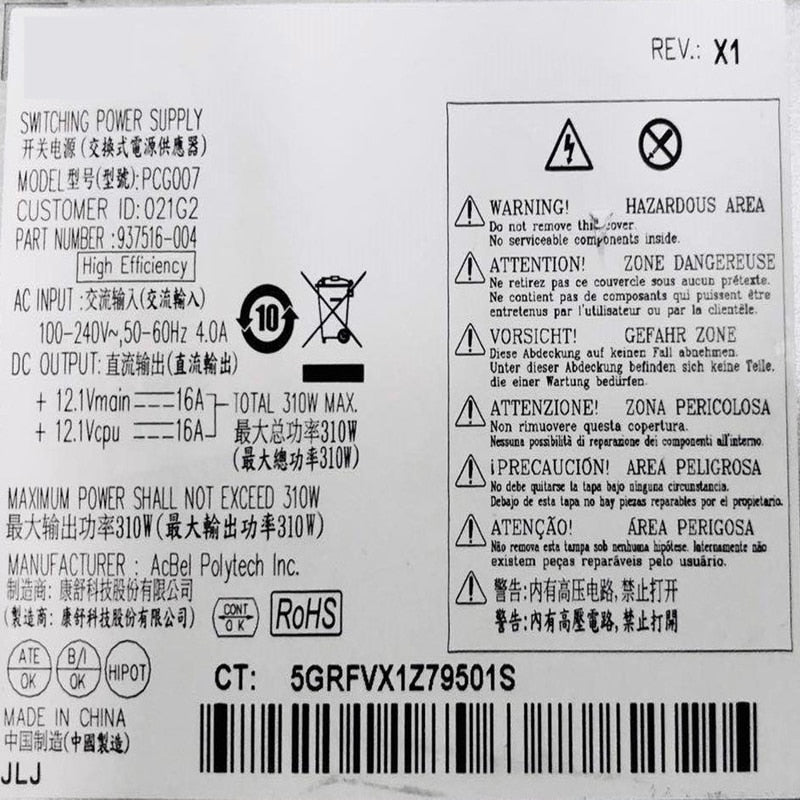 REV.: X1
SWITCHING POWER SUPPLY
开关电源(交換式電源供應器)
MODEL型号(型號):PCG007
CUSTOMER ID:021G2
PART NUMBER :937516-004
High Efficiency
AC INPUT :交流输入(交流輸入)
100-240V~,50-60Hz 4.0A
DC OUTPUT:直流输出(直流輸出)
+ 12.1Vmain 16A
+ 12.1Vcpu 16A
TOTAL 310W MAX.
最大总功率310W
(最大總功率310W)
10
MAXIMUM POWER SHALL NOT EXCEED 310W
最大输出功率310W(最大輸出功率310W)
MANUFACTURER : AcBel Polytech Inc.
制造商: 康舒科技股份有限公司
(製造商: 康舒科技股份有限公司)
CONT
OK
RoHS
ATE
OK
B/I
OK
HIPOT
MADE IN CHINA
中国制造(中國製造)
JLJ
WARNING! HAZARDOUS AREA
Do not remove this cover.
No serviceable components inside.
ATTENTION! ZONE DANGEREUSE
Ne retirez pas ce couvercle sous aucun prétexte.
Ne contient pas de composants qui puissent être
entretenus par l'utilisateur ou par la clientèle.
VORSICHT! GEFAHR ZONE
Diese Abdeckung auf keinen Fall abnehmen.
Unter dieser Abdeckung befinden sich keine Teile,
die einer Wartung bedürfen.
ATTENZIONE! ZONA PERICOLOSA
Non rimuovere questa copertura.
Nessuna possibilità di reparazione dei componenti all'interno.
¡PRECAUCIÓN! AREA PELIGROSA
No debe quitarse la tapa bajo ninguna circunstancia.
Debajo de esta tapa no hay piezas reparables por el propietario.
ATENÇÃO! ÁREA PERIGOSA
Não remova esta tampa sob nenhuma hipótese. Internamente não
existem peças reparáveis pelo usuário.
警告:内有高压电路,禁止打开
警告:內有高壓電路,禁止打開
CT: 5GRFVX1Z79501S